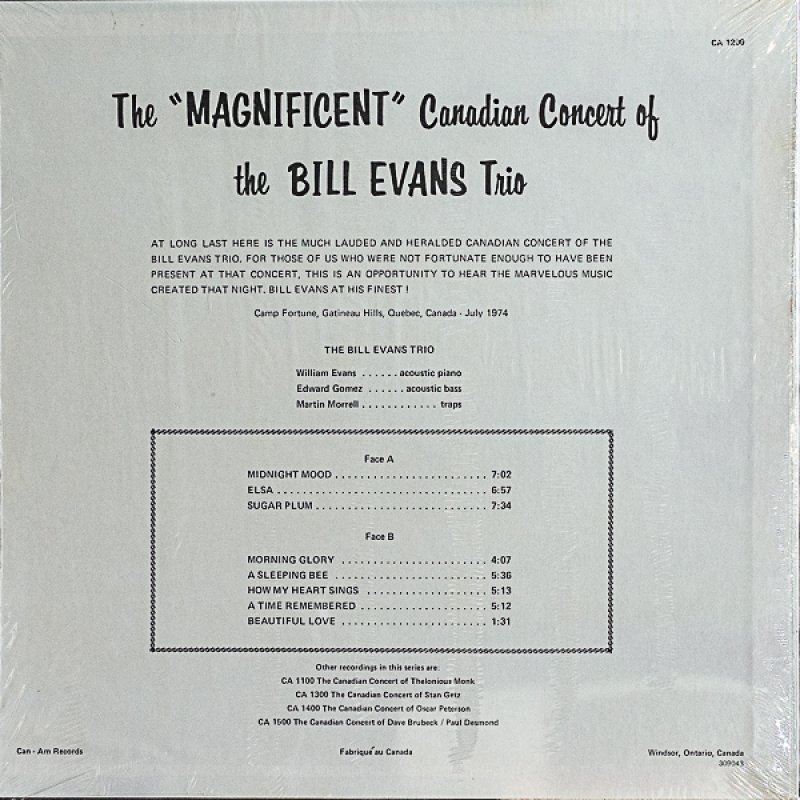 CA 1200
The "MAGNIFICENT" Canadian Concert of
the BILL EVANS Trio
AT LONG LAST HERE IS THE MUCH LAUDED AND HERALDED CANADIAN CONCERT OF THE
BILL EVANS TRIO. FOR THOSE OF US WHO WERE NOT FORTUNATE ENOUGH TO HAVE BEEN
PRESENT AT THAT CONCERT, THIS IS AN OPPORTUNITY TO HEAR THE MARVELOUS MUSIC
CREATED THAT NIGHT. BILL EVANS AT HIS FINEST !
Camp Fortune, Gatineau Hills, Quebec, Canada - July 1974
THE BILL EVANS TRIO
William Evans . . . . . . acoustic piano
Edward Gomez . . . . . . acoustic bass
Martin Morrell . . . . . . . . . . . . traps
Face A
MIDNIGHT MOOD . . . . . . . . . . . . . . . . . . . . . . . . 7:02
ELSA . . . . . . . . . . . . . . . . . . . . . . . . . . . . . . . . . 6:57
SUGAR PLUM . . . . . . . . . . . . . . . . . . . . . . . . . . . 7:34
Face B
MORNING GLORY . . . . . . . . . . . . . . . . . . . . . . . 4:07
A SLEEPING BEE . . . . . . . . . . . . . . . . . . . . . . . . 5:36
HOW MY HEART SINGS . . . . . . . . . . . . . . . . . . . 5:13
A TIME REMEMBERED . . . . . . . . . . . . . . . . . . . . 5:12
BEAUTIFUL LOVE . . . . . . . . . . . . . . . . . . . . . . . 1:31
Other recordings in this series are:
CA 1100 The Canadian Concert of Thelonious Monk
CA 1300 The Canadian Concert of Stan Getz
CA 1400 The Canadian Concert of Oscar Peterson
CA 1500 The Canadian Concert of Dave Brubeck / Paul Desmond
Can - Am Records Fabriqué au Canada Windsor, Ontario, Canada
309043